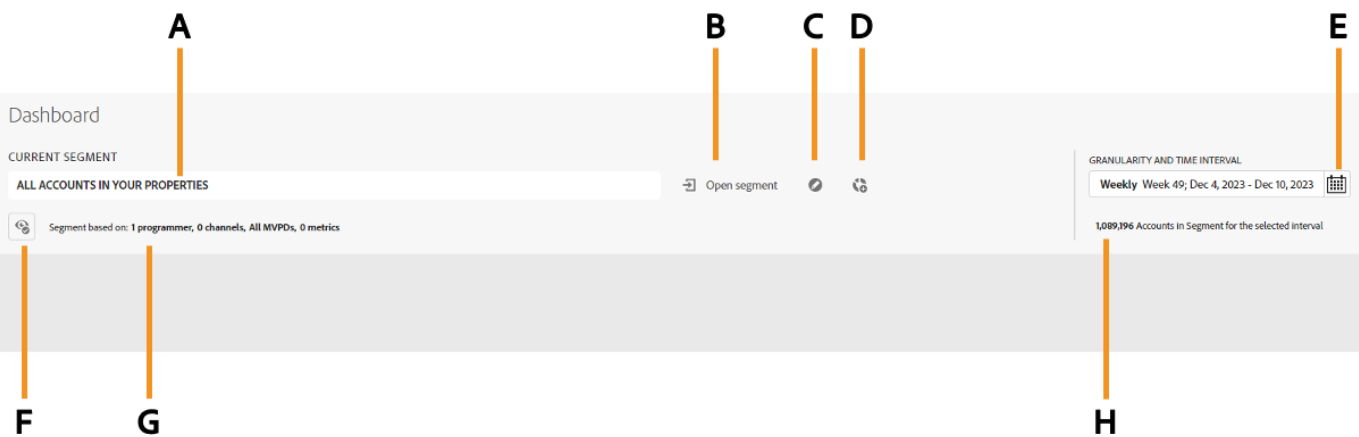 A B C D E
Dashboard
CURRENT SEGMENT
ALL ACCOUNTS IN YOUR PROPERTIES
Open segment
GRANULARITY AND TIME INTERVAL
Weekly Week 49; Dec 4, 2023 - Dec 10, 2023
Segment based on: 1 programmer, 0 channels, All MVPDs, 0 metrics
1,089,196 Accounts in Segment for the selected interval
F G H